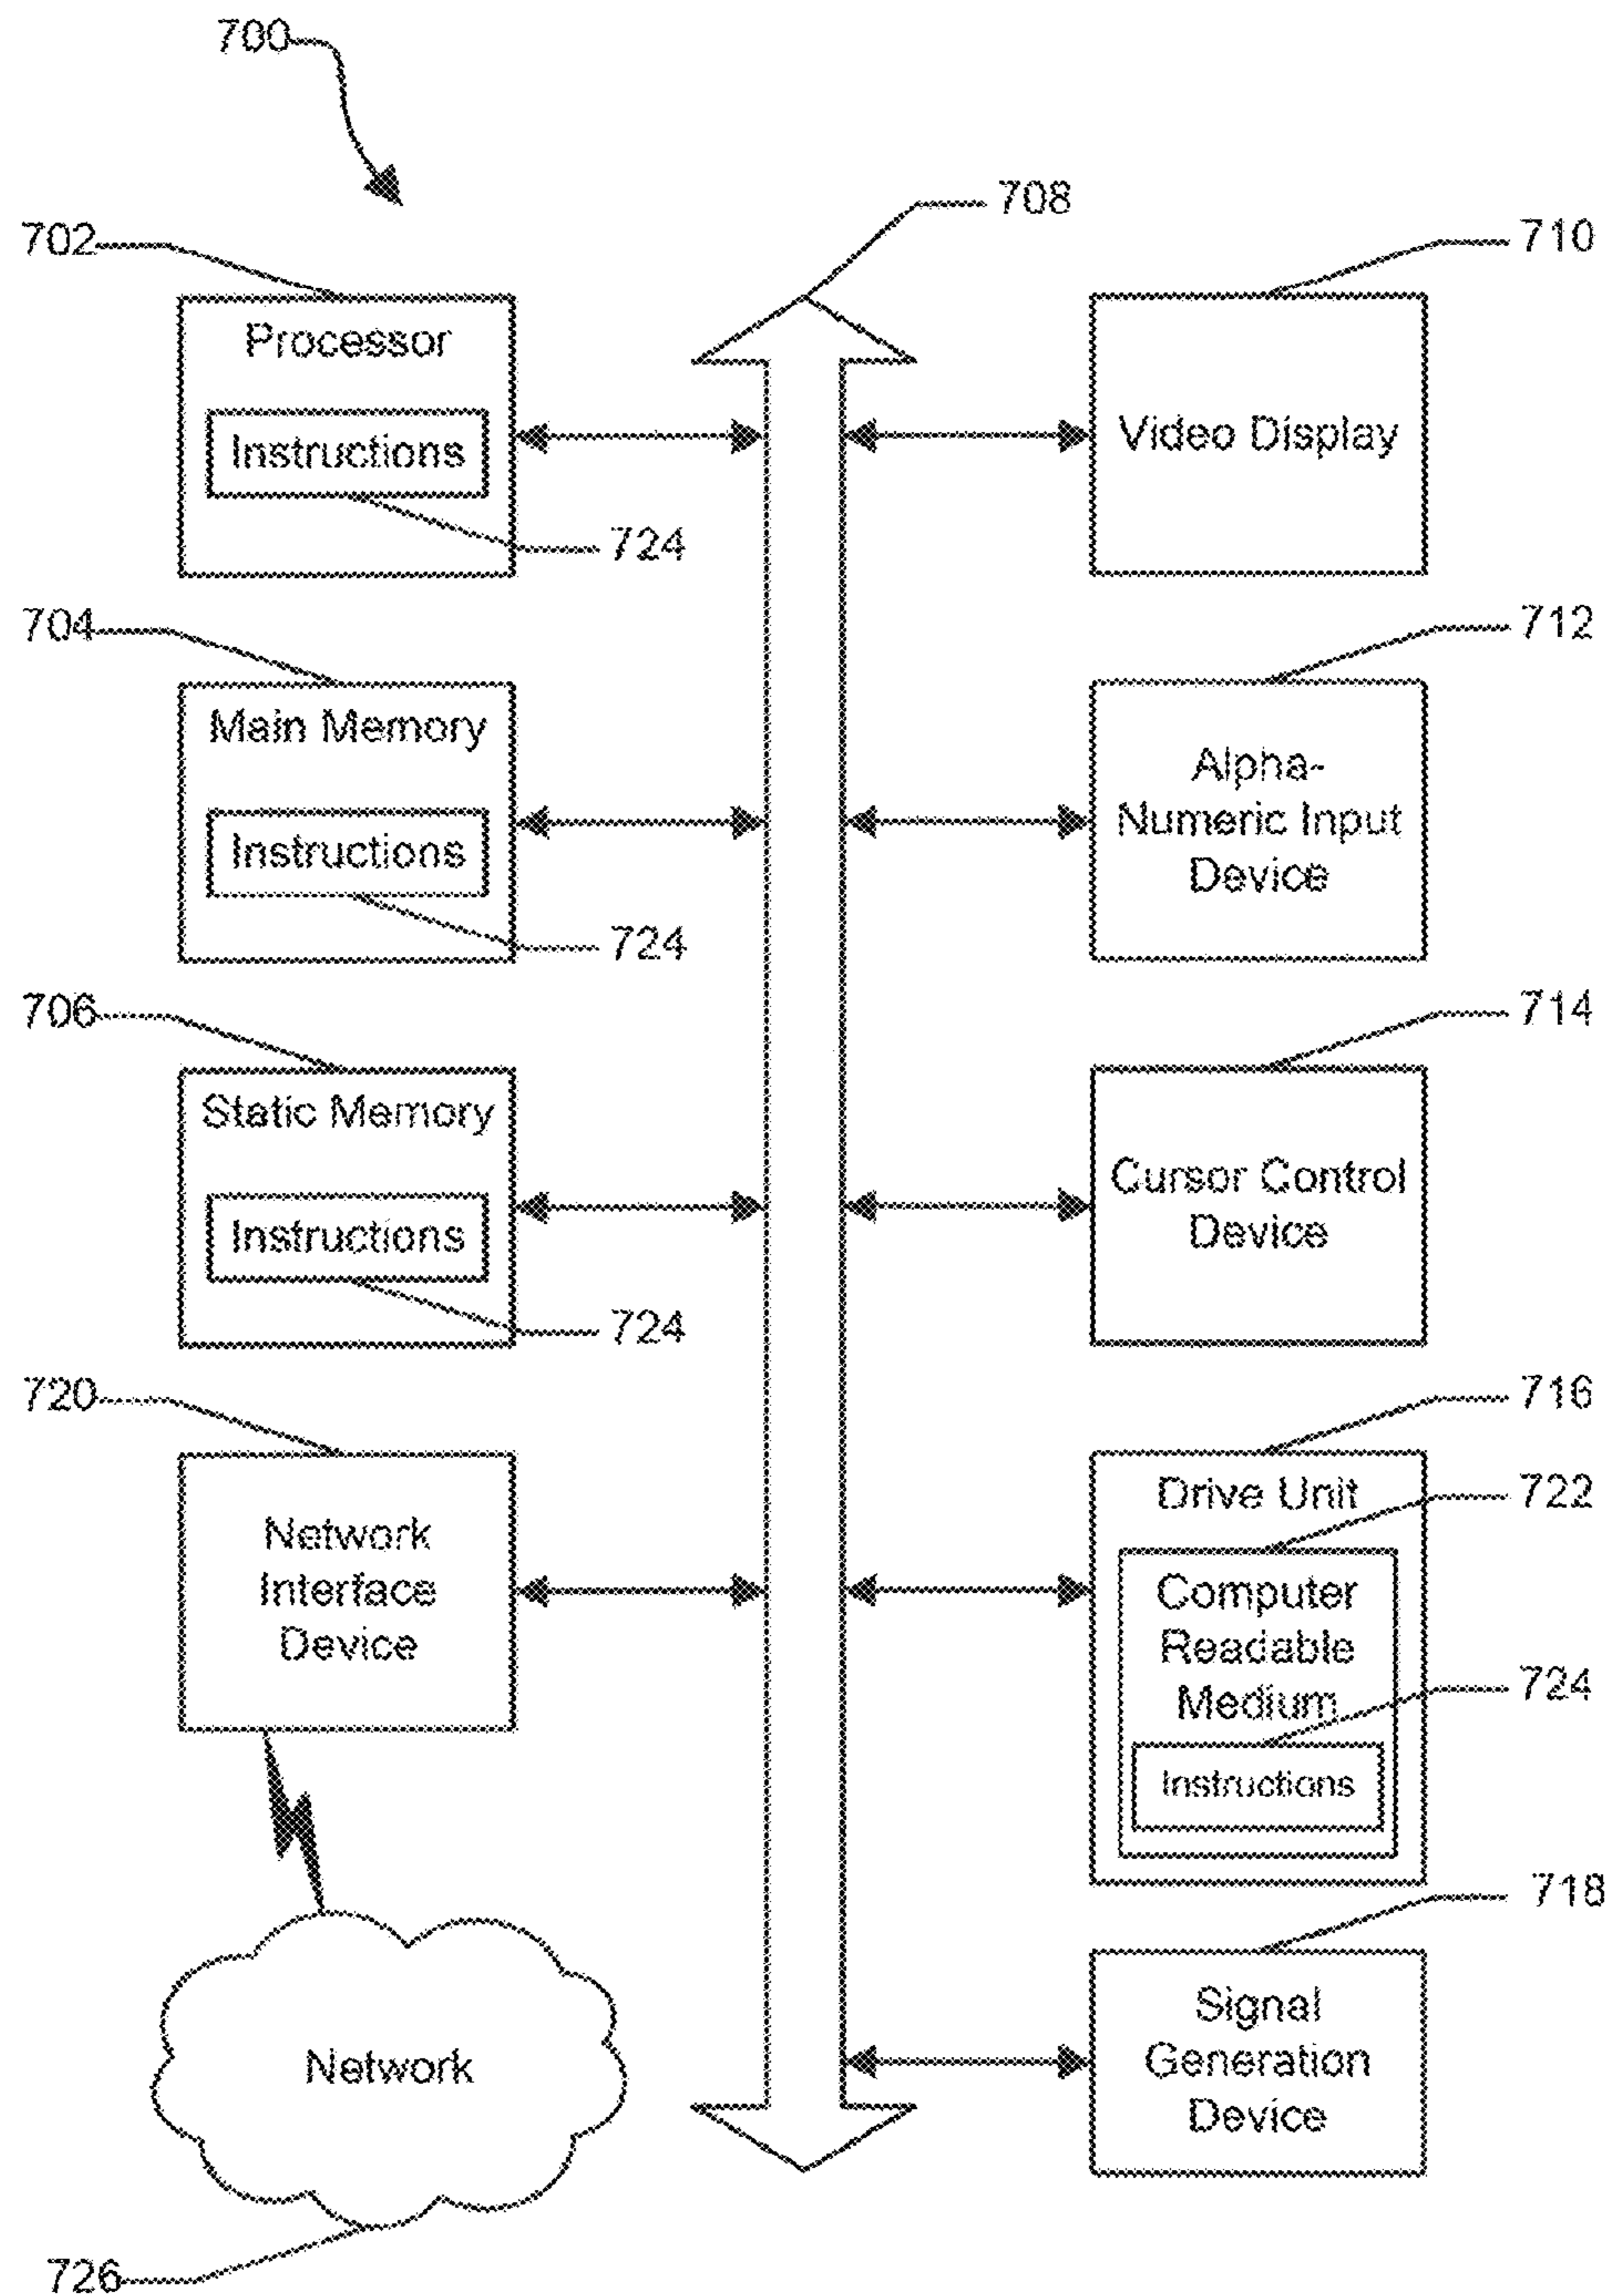 700
708
702
710
Processor
Instructions
724
Video Display
704
712
Main Memory
Instructions
724
Alpha-
Numeric Input
Device
706
714
Static Memory
Instructions
724
Cursor Control
Device
720
716
Network
Interface
Device
Drive Unit
722
Computer
Readable
Medium
724
Instructions
718
Signal
Generation
Device
Network
726